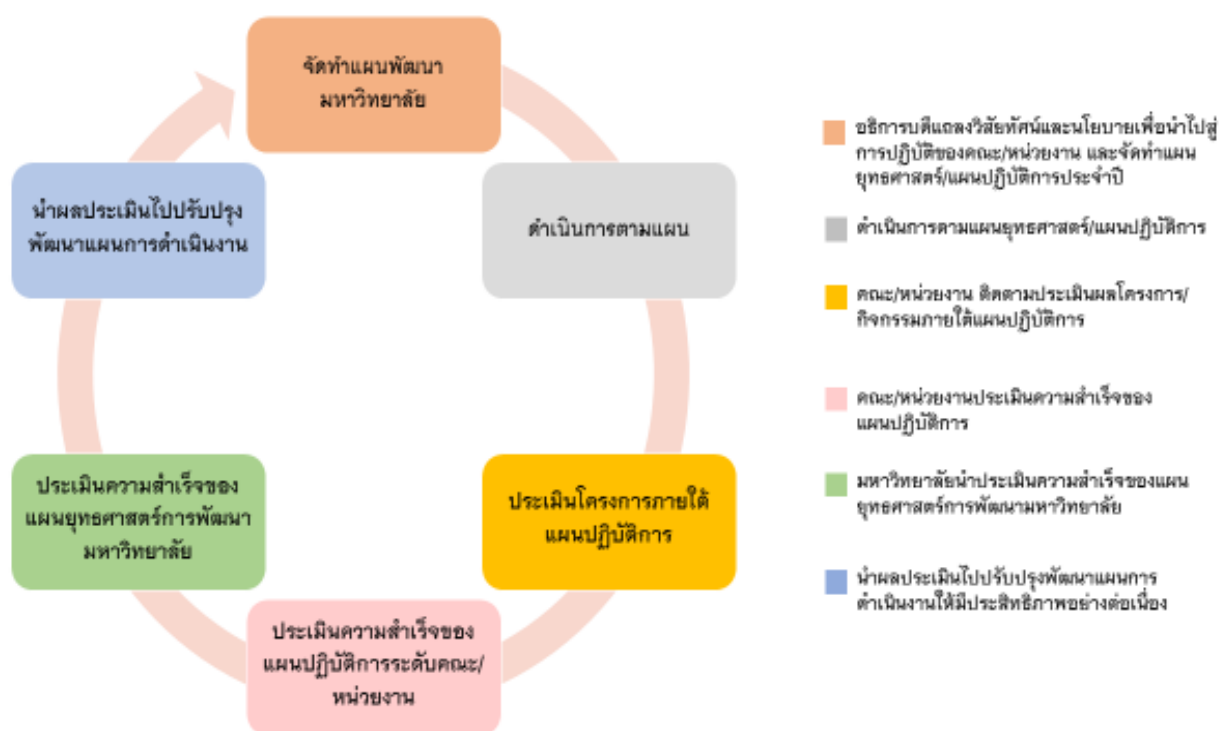 จัดทำแผนพัฒนา
มหาวิทยาลัย
ดำเนินการตามแผน
ประเมินโครงการภายใต้
แผนปฏิบัติการ
ประเมินความสำเร็จของ
แผนปฏิบัติการระดับคณะ/
หน่วยงาน
ประเมินความสำเร็จของ
แผนยุทธศาสตร์การพัฒนา
มหาวิทยาลัย
นำผลประเมินไปปรับปรุง
พัฒนาแผนการดำเนินงาน
อธิการบดีแถลงวิสัยทัศน์และนโยบายเพื่อนำไปสู่
การปฏิบัติของคณะ/หน่วยงาน และจัดทำแผน
ยุทธศาสตร์/แผนปฏิบัติการประจำปี
ดำเนินการตามแผนยุทธศาสตร์/แผนปฏิบัติการ
คณะ/หน่วยงาน ติดตามประเมินผลโครงการ/
กิจกรรมภายใต้แผนปฏิบัติการ
คณะ/หน่วยงานประเมินความสำเร็จของ
แผนปฏิบัติการ
มหาวิทยาลัยนำประเมินความสำเร็จของแผน
ยุทธศาสตร์การพัฒนามหาวิทยาลัย
นำผลประเมินไปปรับปรุงพัฒนาแผนการ
ดำเนินงานให้มีประสิทธิภาพอย่างต่อเนื่อง